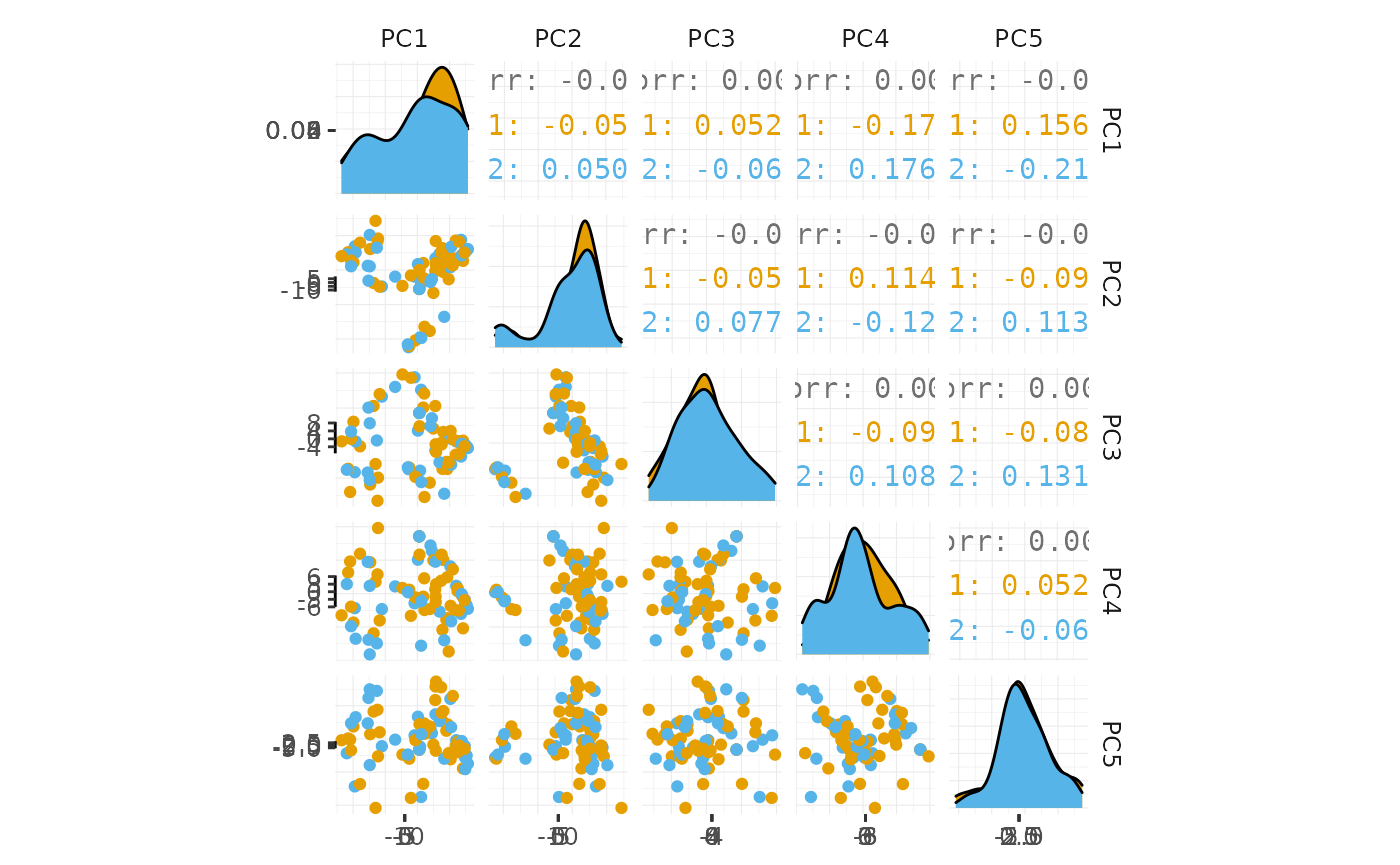 PC1 PC2 PC3 PC4 PC5
rr: -0.0 orr: 0.00 orr: 0.00 rr: -0.0
1: -0.05 1: 0.052 1: -0.17 1: 0.156
2: 0.050 2: -0.06 2: 0.176 2: -0.21
PC1
rr: -0.0 rr: -0.0 rr: -0.0
1: -0.05 1: 0.114 1: -0.09
2: 0.077 2: -0.12 2: 0.113
PC2
orr: 0.00 orr: 0.00
1: -0.09 1: -0.08
2: 0.108 2: 0.131
PC3
orr: 0.00
1: 0.052
2: -0.06
PC4
PC5